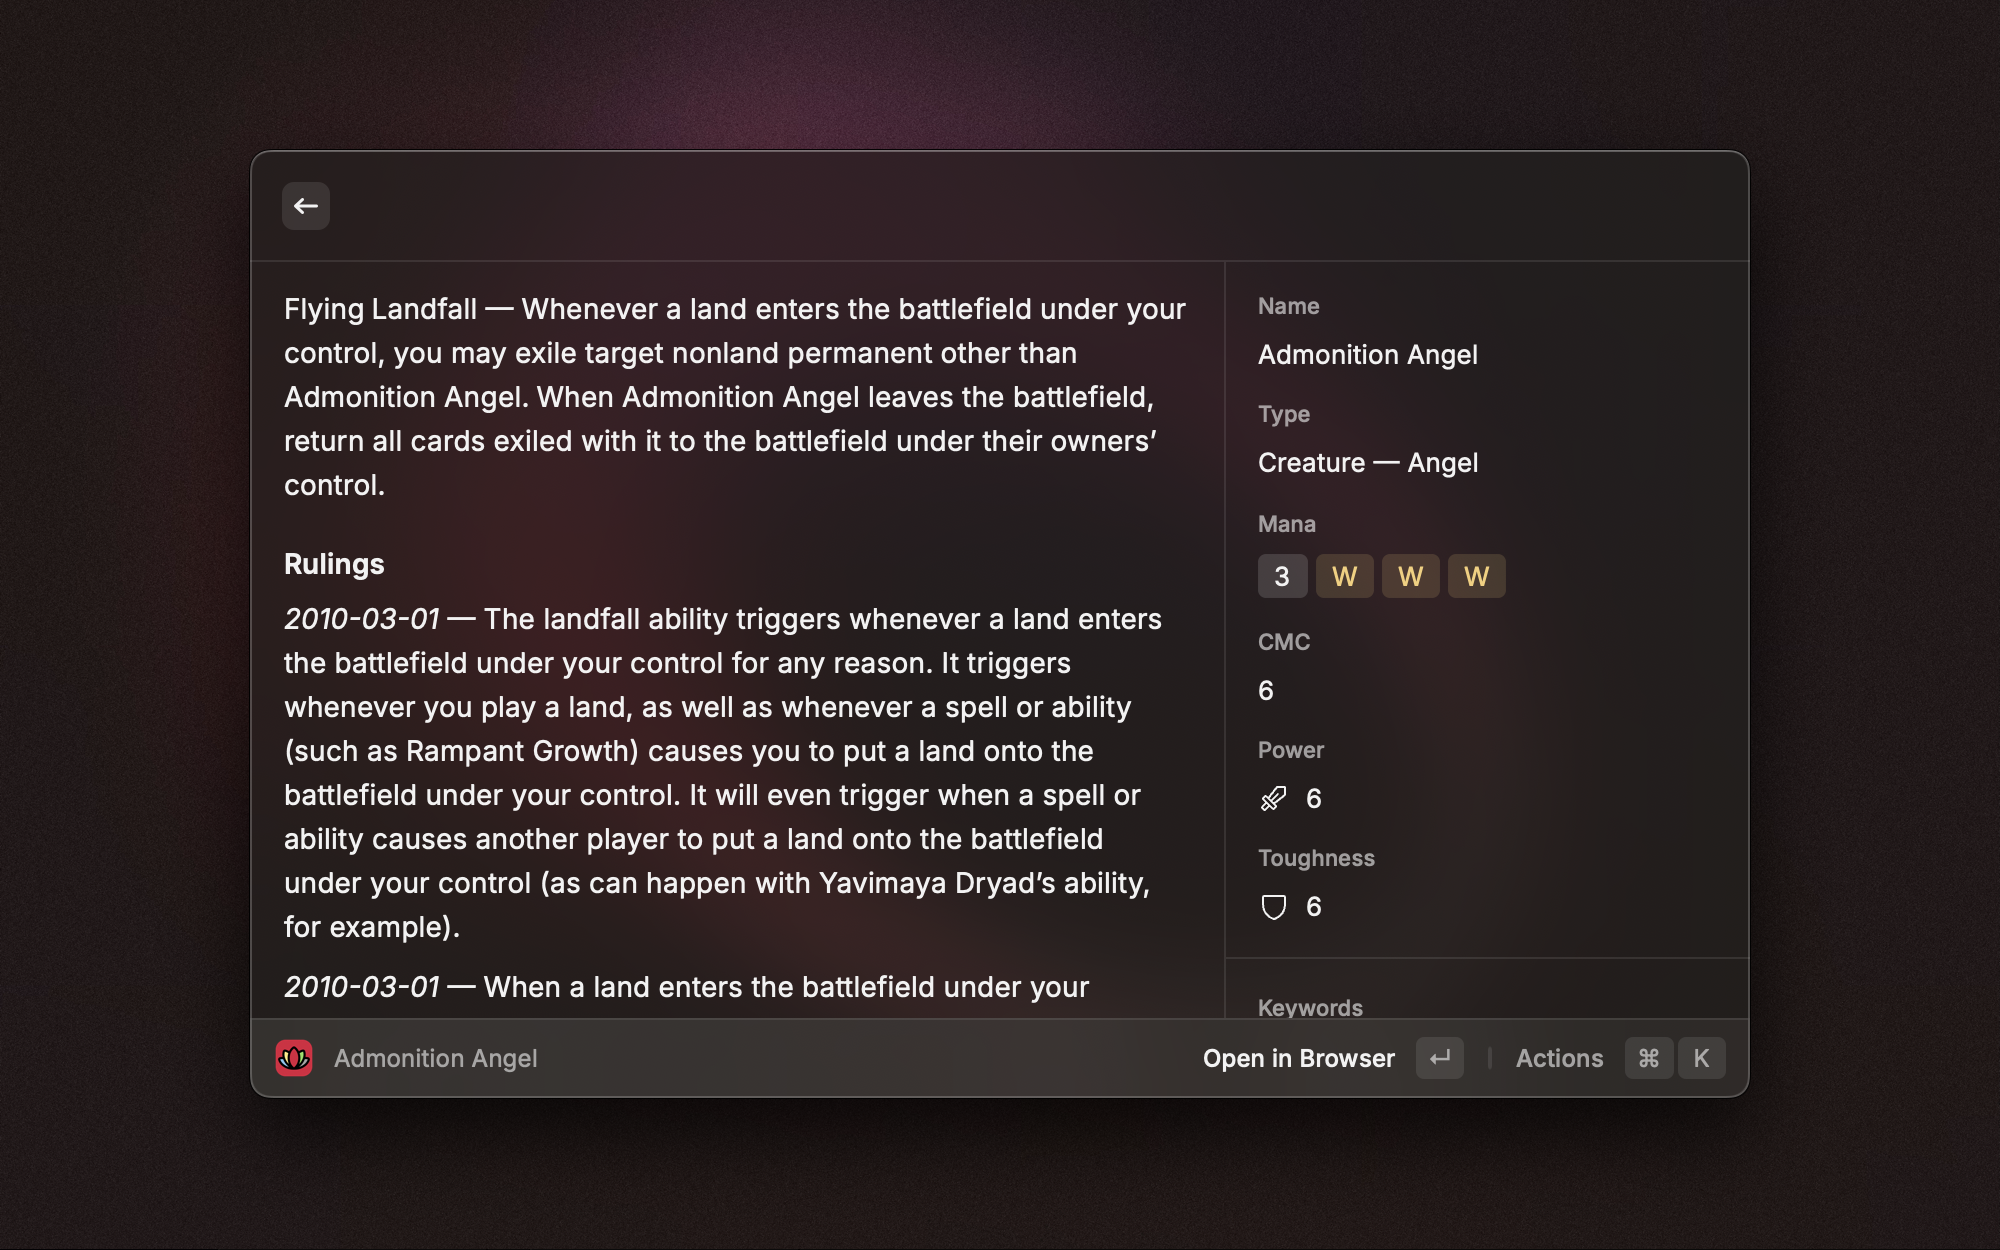 Flying Landfall — Whenever a land enters the battlefield under your
control, you may exile target nonland permanent other than
Admonition Angel. When Admonition Angel leaves the battlefield,
return all cards exiled with it to the battlefield under their owners’
control.
Rulings
2010-03-01 — The landfall ability triggers whenever a land enters
the battlefield under your control for any reason. It triggers
whenever you play a land, as well as whenever a spell or ability
(such as Rampant Growth) causes you to put a land onto the
battlefield under your control. It will even trigger when a spell or
ability causes another player to put a land onto the battlefield
under your control (as can happen with Yavimaya Dryad’s ability,
for example).
2010-03-01 — When a land enters the battlefield under your
Name
Admonition Angel
Type
Creature — Angel
Mana
3 W W W
CMC
6
Power
6
Toughness
6
Keywords
Admonition Angel
Open in Browser ↵ | Actions ⌘ K